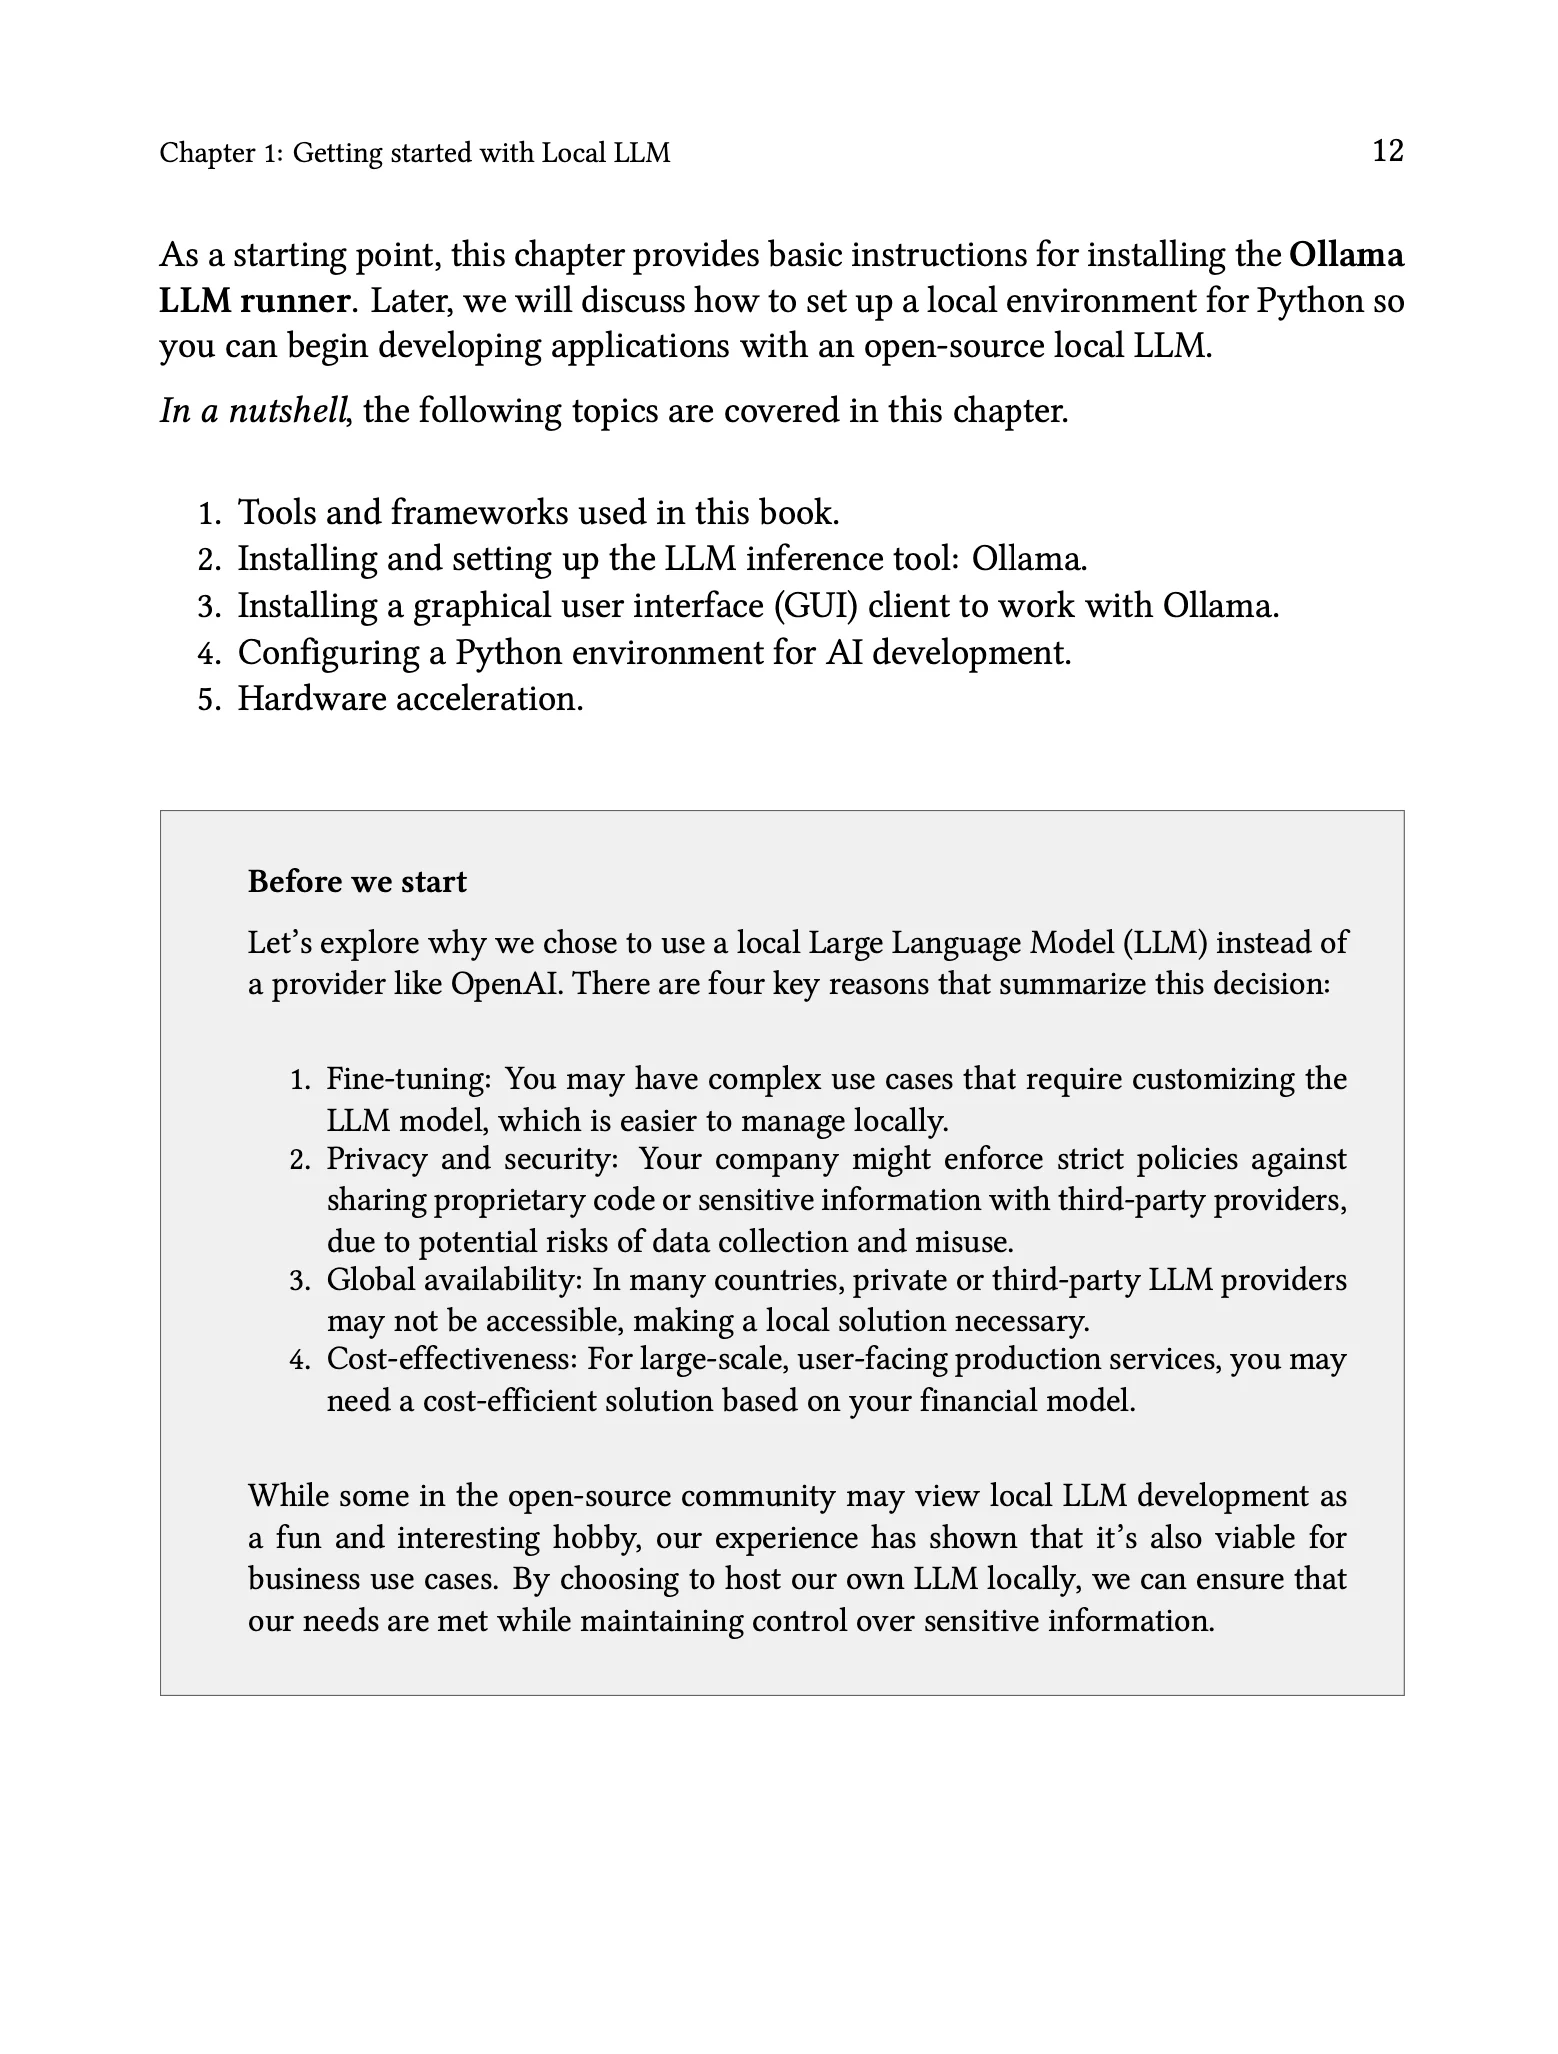 Chapter 1: Getting started with Local LLM 12
As a starting point, this chapter provides basic instructions for installing the Ollama
LLM runner. Later, we will discuss how to set up a local environment for Python so
you can begin developing applications with an open-source local LLM.
In a nutshell, the following topics are covered in this chapter.
1. Tools and frameworks used in this book.
2. Installing and setting up the LLM inference tool: Ollama.
3. Installing a graphical user interface (GUI) client to work with Ollama.
4. Configuring a Python environment for AI development.
5. Hardware acceleration.
Before we start
Let’s explore why we chose to use a local Large Language Model (LLM) instead of
a provider like OpenAI. There are four key reasons that summarize this decision:
1. Fine-tuning: You may have complex use cases that require customizing the
LLM model, which is easier to manage locally.
2. Privacy and security: Your company might enforce strict policies against
sharing proprietary code or sensitive information with third-party providers,
due to potential risks of data collection and misuse.
3. Global availability: In many countries, private or third-party LLM providers
may not be accessible, making a local solution necessary.
4. Cost-effectiveness: For large-scale, user-facing production services, you may
need a cost-efficient solution based on your financial model.
While some in the open-source community may view local LLM development as
a fun and interesting hobby, our experience has shown that it’s also viable for
business use cases. By choosing to host our own LLM locally, we can ensure that
our needs are met while maintaining control over sensitive information.